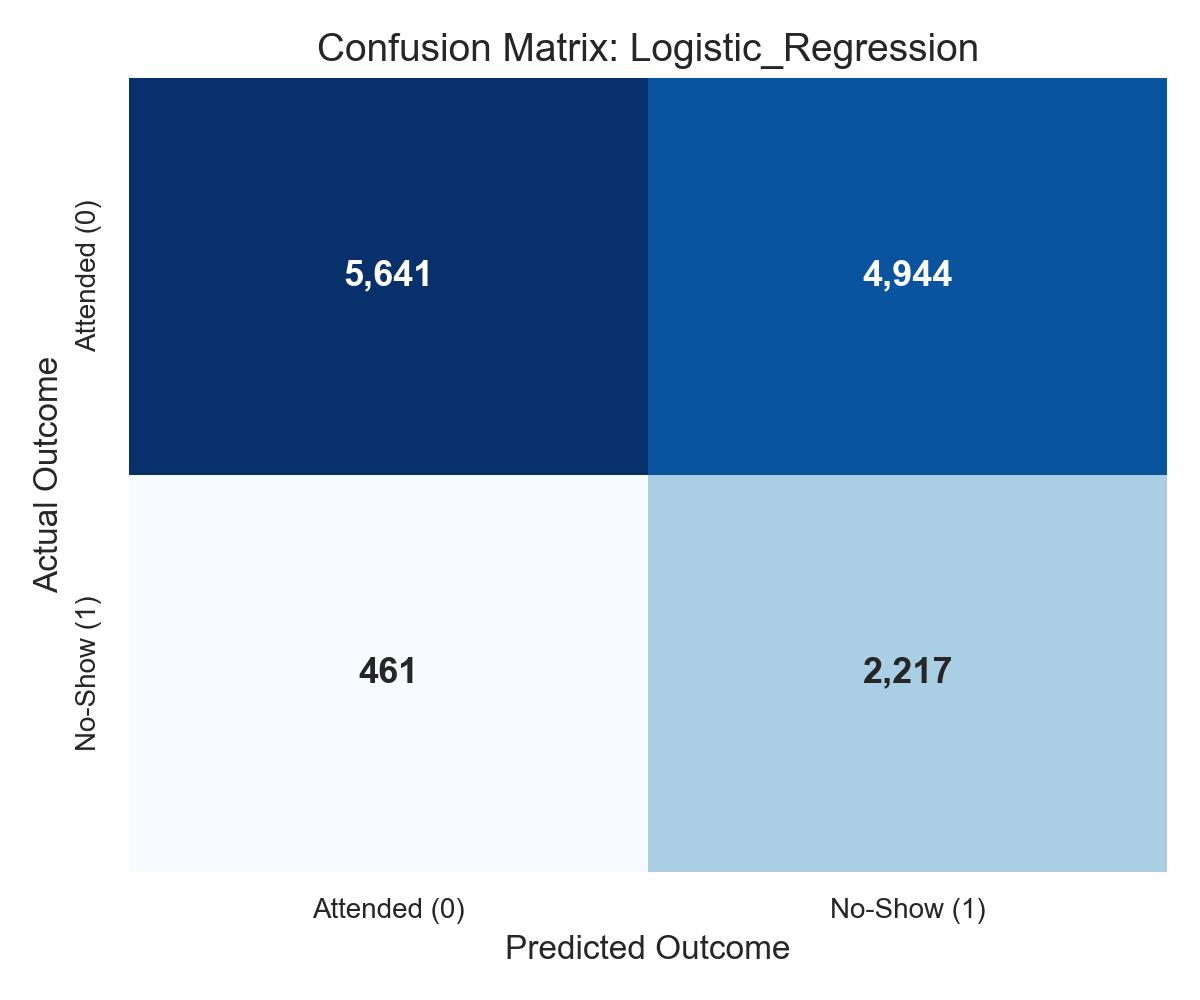 Confusion Matrix: Logistic_Regression
Actual Outcome
Attended (0)
5,641
4,944
No-Show (1)
461
2,217
Attended (0)
No-Show (1)
Predicted Outcome